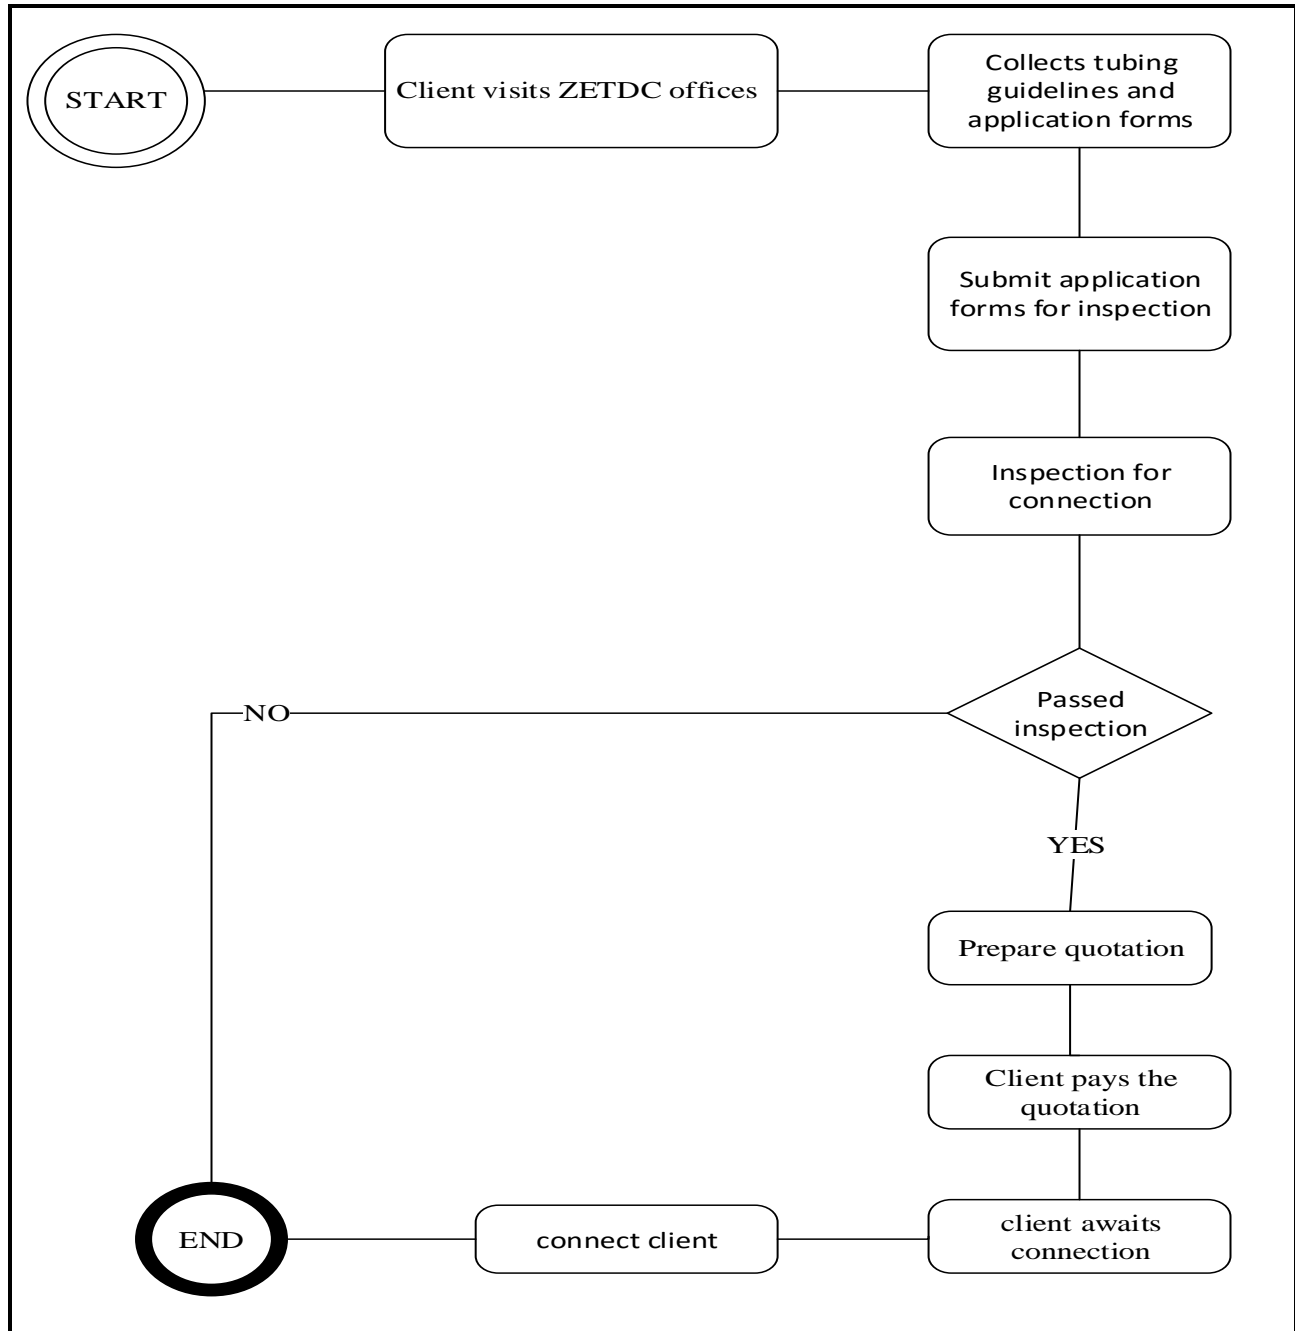 START
Client visits ZETDC offices
Collects tubing
guidelines and
application forms
Submit application
forms for inspection
Inspection for
connection
Passed
inspection
NO
YES
Prepare quotation
Client pays the
quotation
client awaits
connection
connect client
END